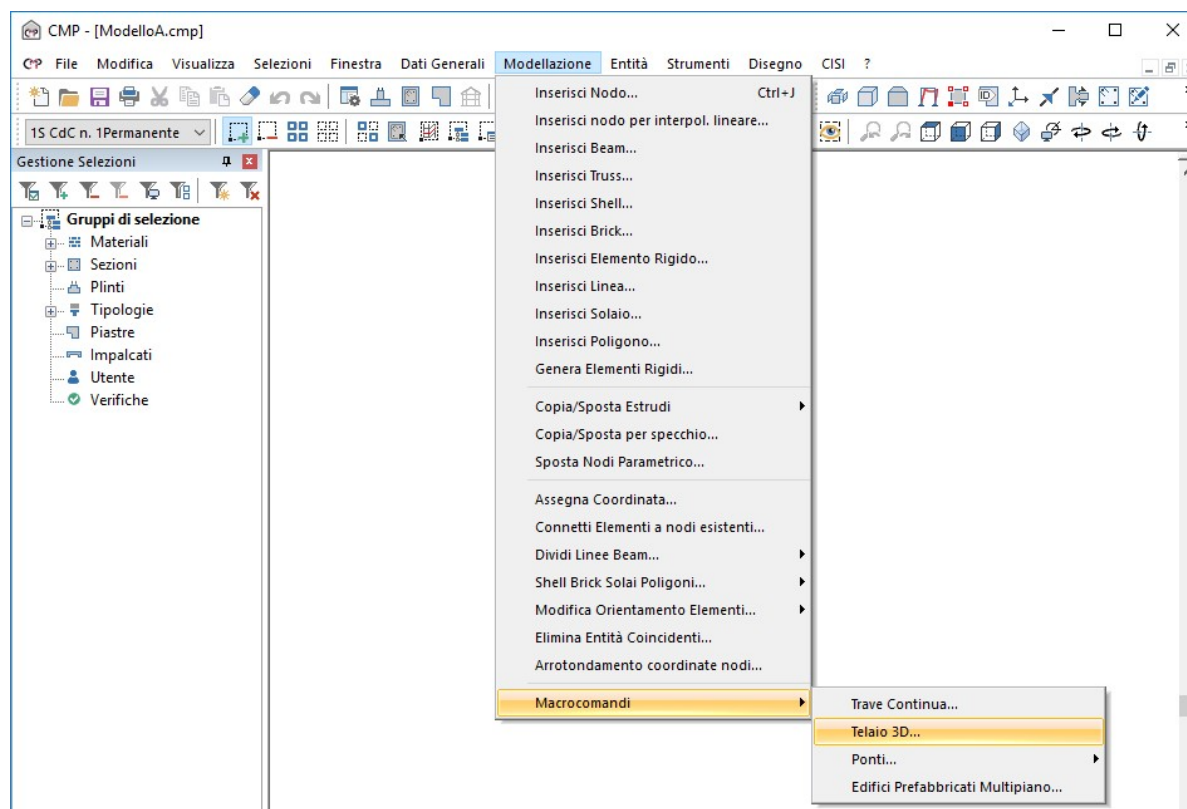 CMP - [ModelloA.cmp]
File Modifica Visualizza Selezioni Finestra Dati Generali Modellazione Entità Strumenti Disegno CISI ?
1S CdC n. 1Permanente
Gestione Selezioni
Gruppi di selezione
Materiali
Sezioni
Plinti
Tipologie
Piastre
Impalcati
Utente
Verifiche
Inserisci Nodo... Ctrl+J
Inserisci nodo per interpol. lineare...
Inserisci Beam...
Inserisci Truss...
Inserisci Shell...
Inserisci Brick...
Inserisci Elemento Rigido...
Inserisci Linea...
Inserisci Solaio...
Inserisci Poligono...
Genera Elementi Rigidi...
Copia/Sposta Estrudi
Copia/Sposta per specchio...
Sposta Nodi Parametrico...
Assegna Coordinata...
Connetti Elementi a nodi esistenti...
Dividi Linee Beam...
Shell Brick Solai Poligoni...
Modifica Orientamento Elementi...
Elimina Entità Coincidenti...
Arrotondamento coordinate nodi...
Macrocomandi
Trave Continua...
Telaio 3D...
Ponti...
Edifici Prefabbricati Multipiano...